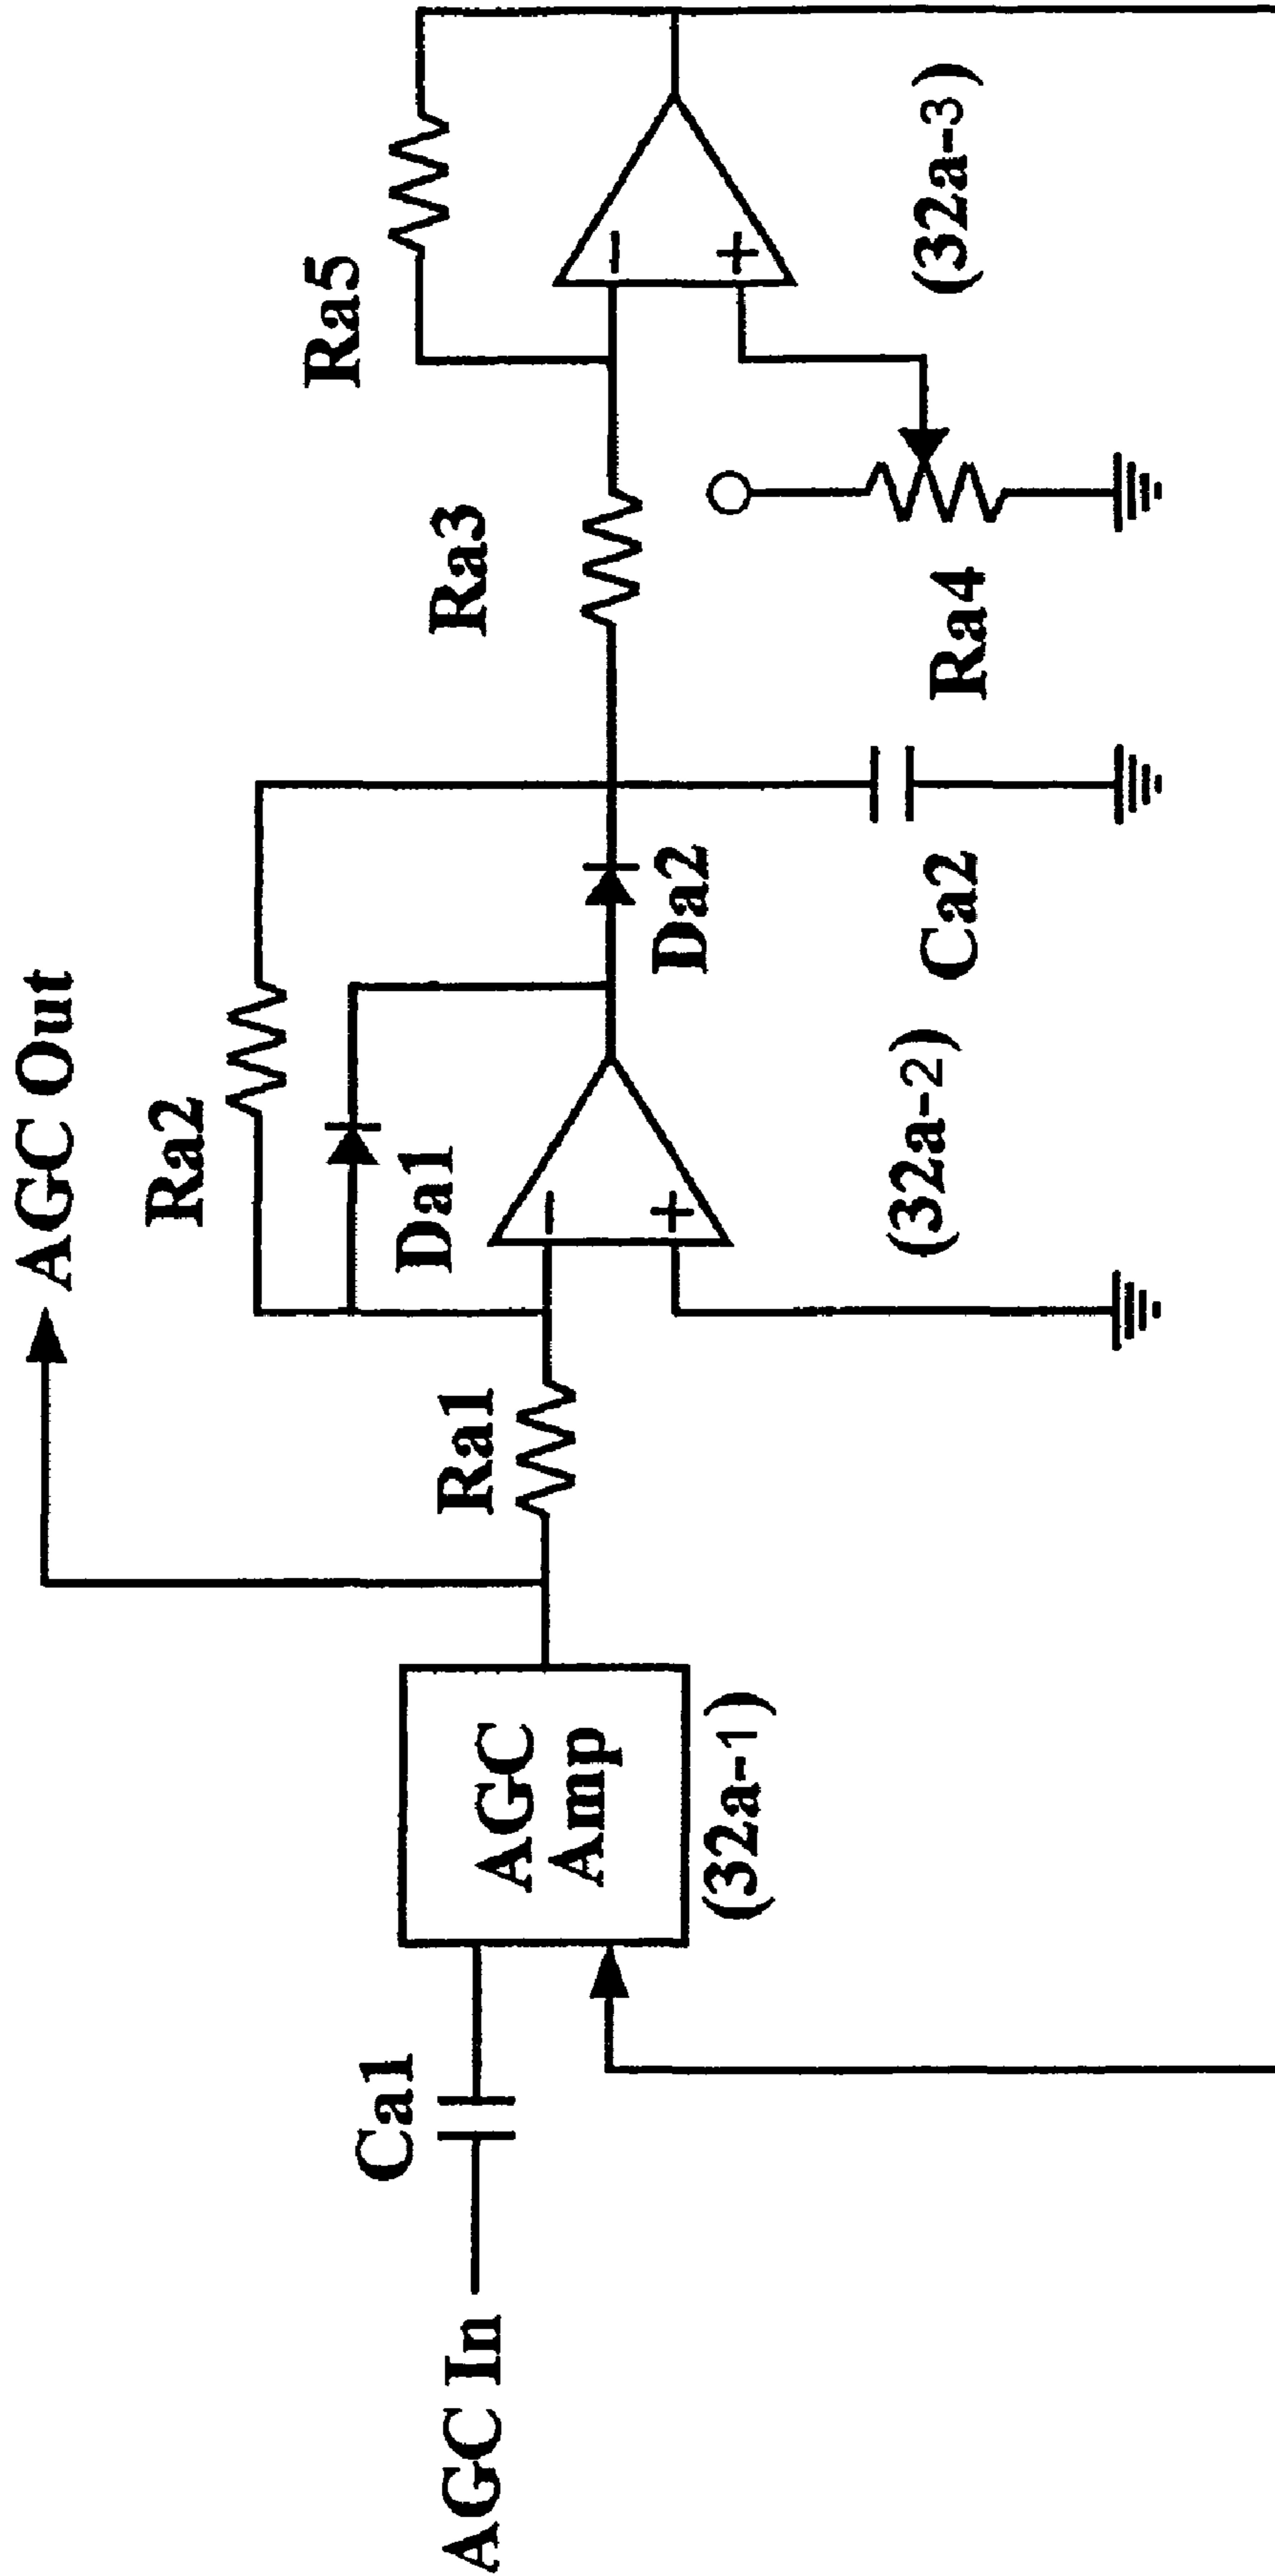 AGC In
Ca1
AGC
Amp
(32a-1)
AGC Out
Ra1
Ra2
Da1
(32a-2)
Da2
Ca2
Ra3
Ra4
Ra5
(32a-3)